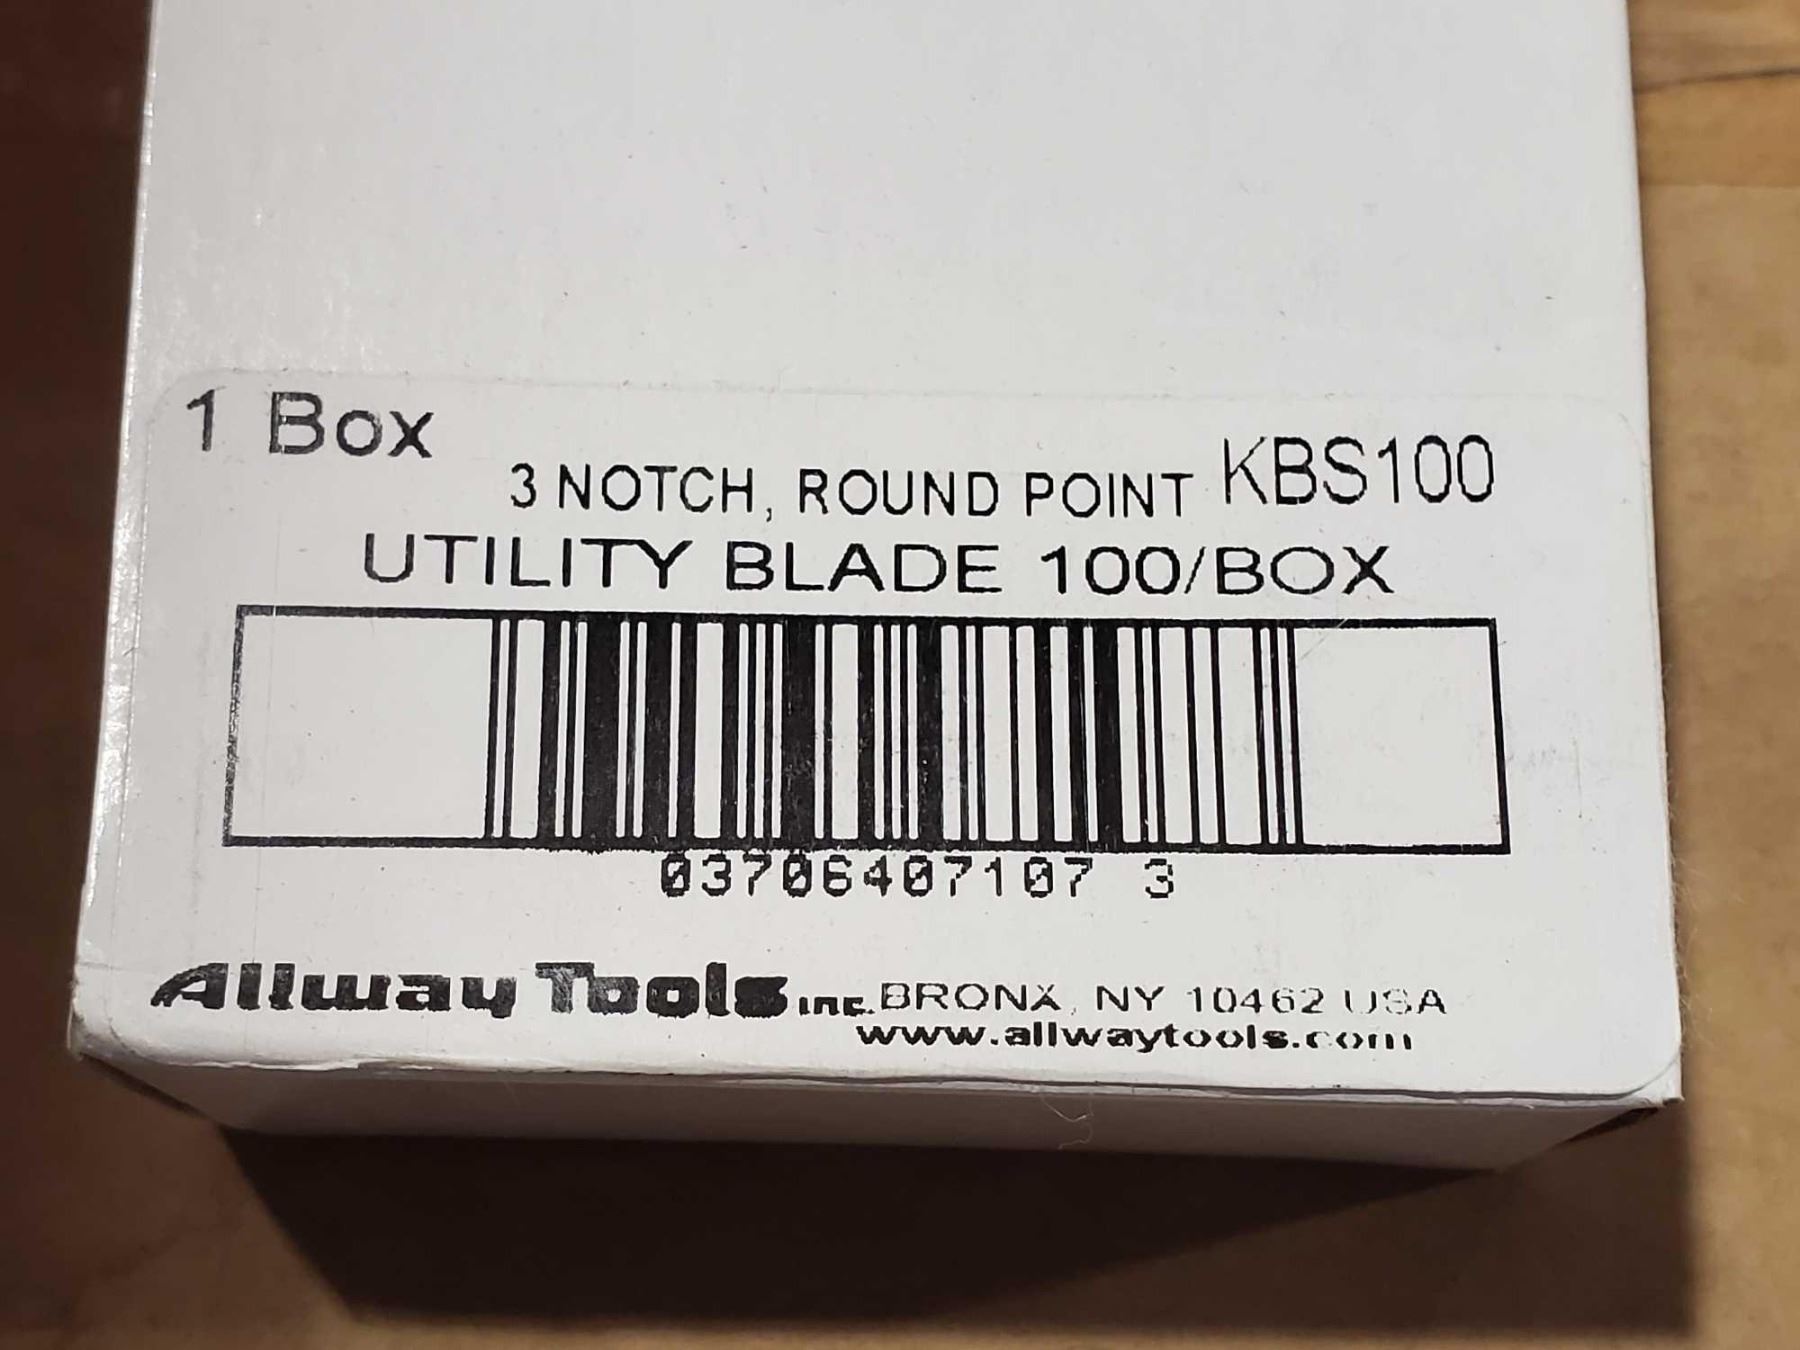 1 Box
3 NOTCH, ROUND POINT KBS100
UTILITY BLADE 100/BOX
03706407107 3
Allway Tools inc. BRONX, NY 10462 USA
www.allwaytools.com